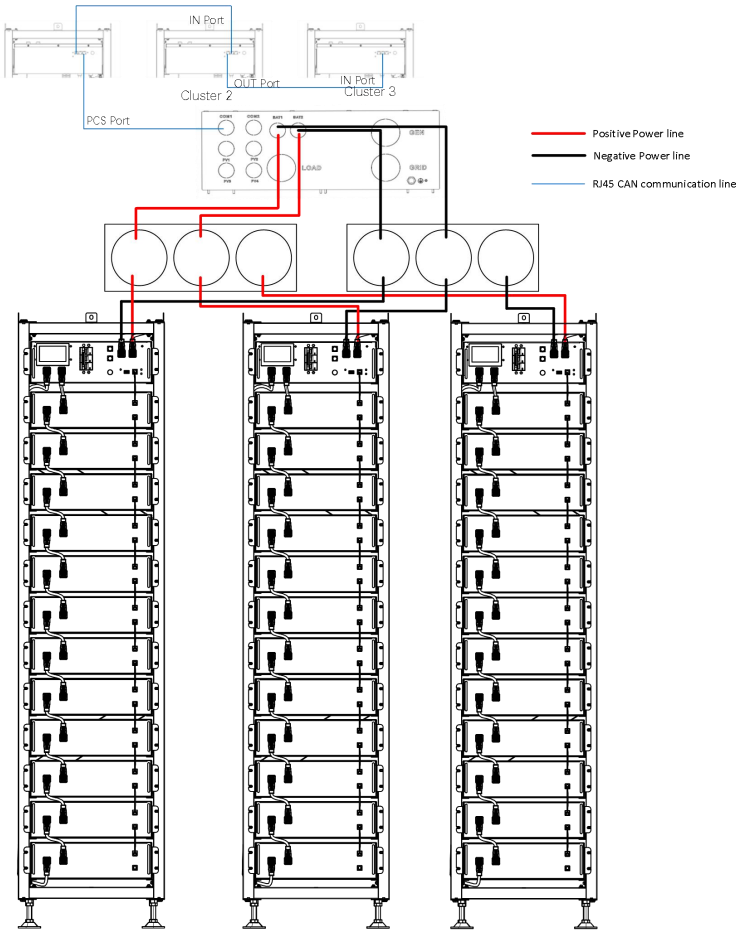 IN Port
OUT Port
IN Port
Cluster 2
Cluster 3
PCS Port
COM1
COM2
BAT1
BAT2
GEN
PV1
PV3
LOAD
GRID
PV4
Positive Power line
Negative Power line
RJ45 CAN communication line